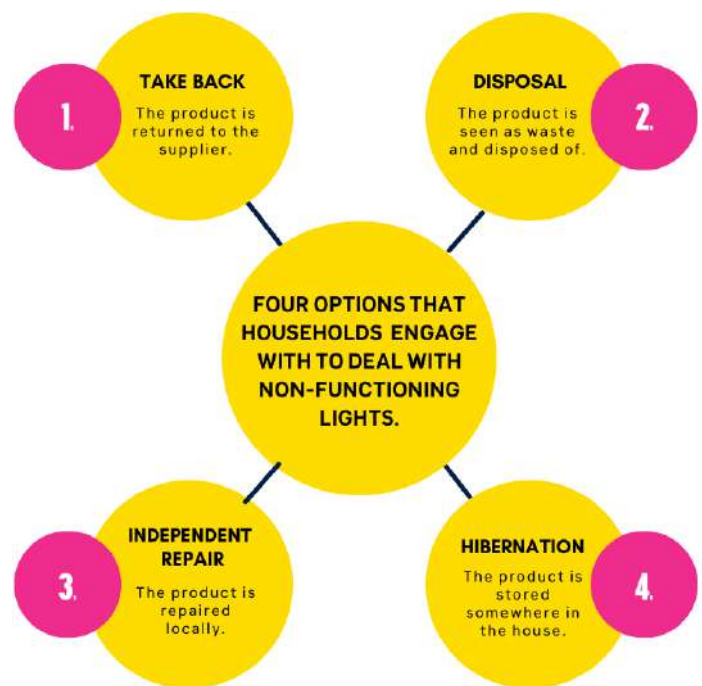 1.
TAKE BACK
The product is
returned to the
supplier.
DISPOSAL
The product is
seen as waste
and disposed of.
2.
FOUR OPTIONS THAT
HOUSEHOLDS ENGAGE
WITH TO DEAL WITH
NON-FUNCTIONING
LIGHTS.
3.
INDEPENDENT
REPAIR
The product is
repaired
locally.
HIBERNATION
The product is
stored
somewhere in
the house.
4.